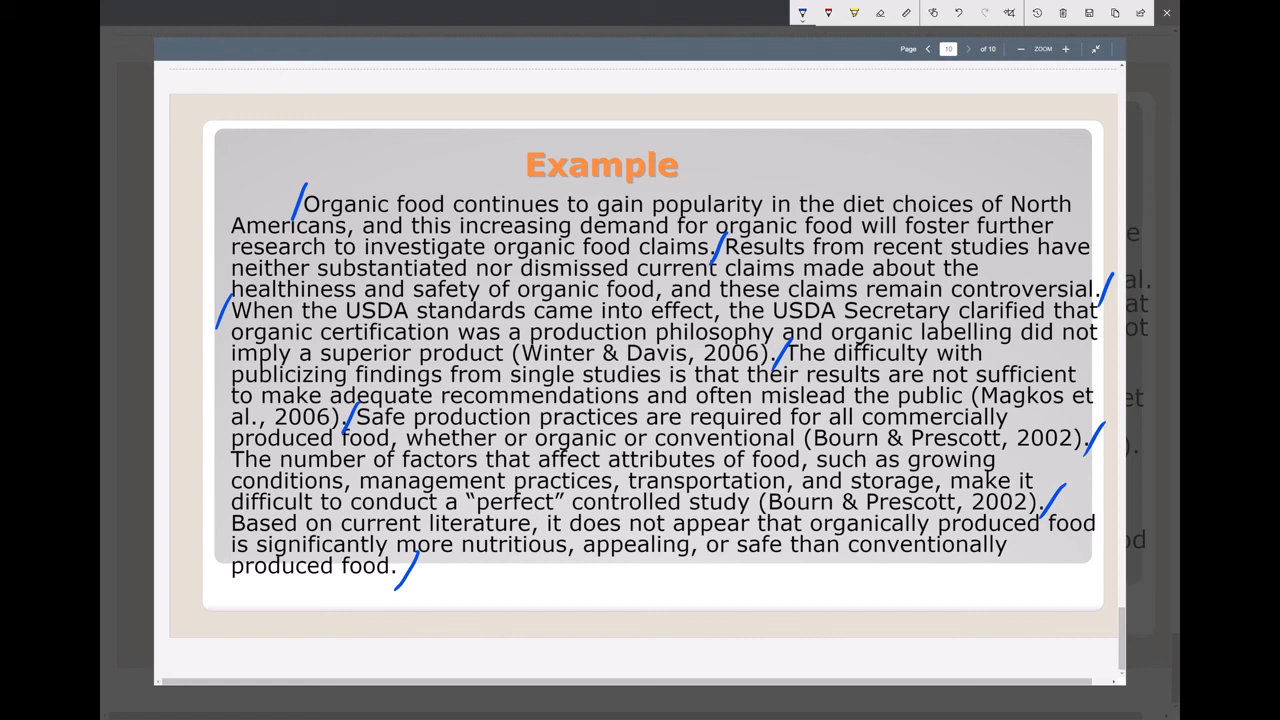 Page 10 of 10 ZOOM
Example
Organic food continues to gain popularity in the diet choices of North
Americans, and this increasing demand for organic food will foster further
research to investigate organic food claims. Results from recent studies have
neither substantiated nor dismissed current claims made about the
healthiness and safety of organic food, and these claims remain controversial.
When the USDA standards came into effect, the USDA Secretary clarified that
organic certification was a production philosophy and organic labelling did not
imply a superior product (Winter & Davis, 2006). The difficulty with
publicizing findings from single studies is that their results are not sufficient
to make adequate recommendations and often mislead the public (Magkos et
al., 2006). Safe production practices are required for all commercially
produced food, whether or organic or conventional (Bourn & Prescott, 2002).
The number of factors that affect attributes of food, such as growing
conditions, management practices, transportation, and storage, make it
difficult to conduct a “perfect” controlled study (Bourn & Prescott, 2002).
Based on current literature, it does not appear that organically produced food
is significantly more nutritious, appealing, or safe than conventionally
produced food.